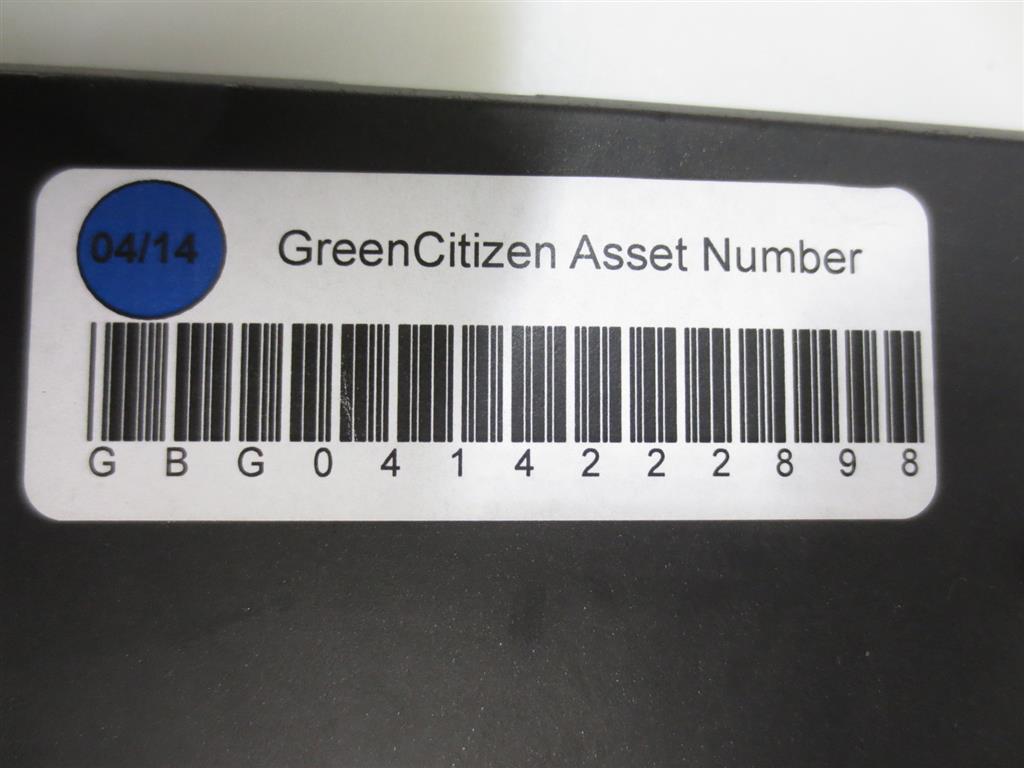 04/14
GreenCitizen Asset Number
G B G 0 4 1 4 2 2 2 8 9 8